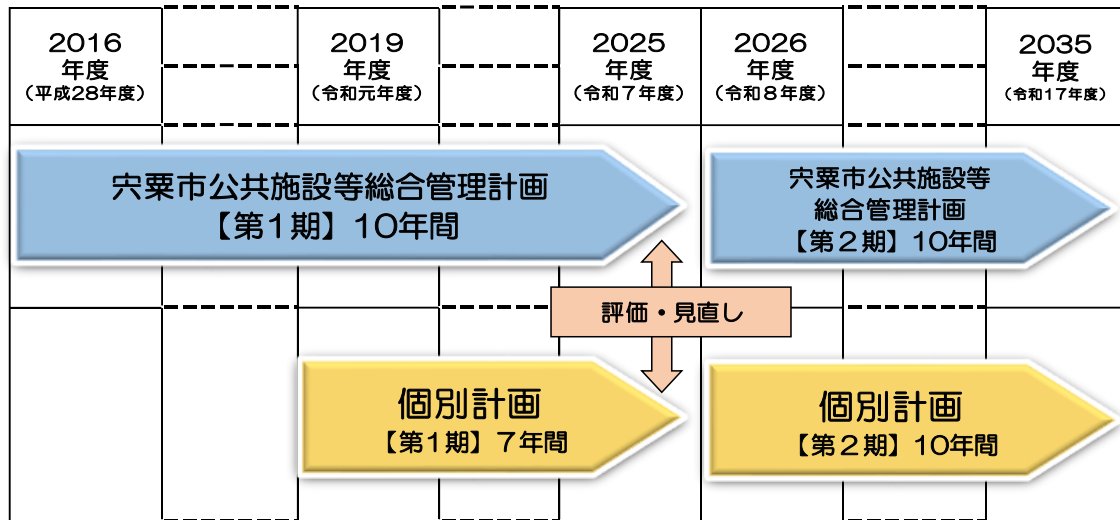 2016
年度
(平成28年度)
2019
年度
(令和元年度)
2025
年度
(令和7年度)
2026
年度
(令和8年度)
2035
年度
(令和17年度)
宍粟市公共施設等総合管理計画
【第1期】10年間
宍粟市公共施設等
総合管理計画
【第2期】10年間
評価・見直し
個別計画
【第1期】7年間
個別計画
【第2期】10年間